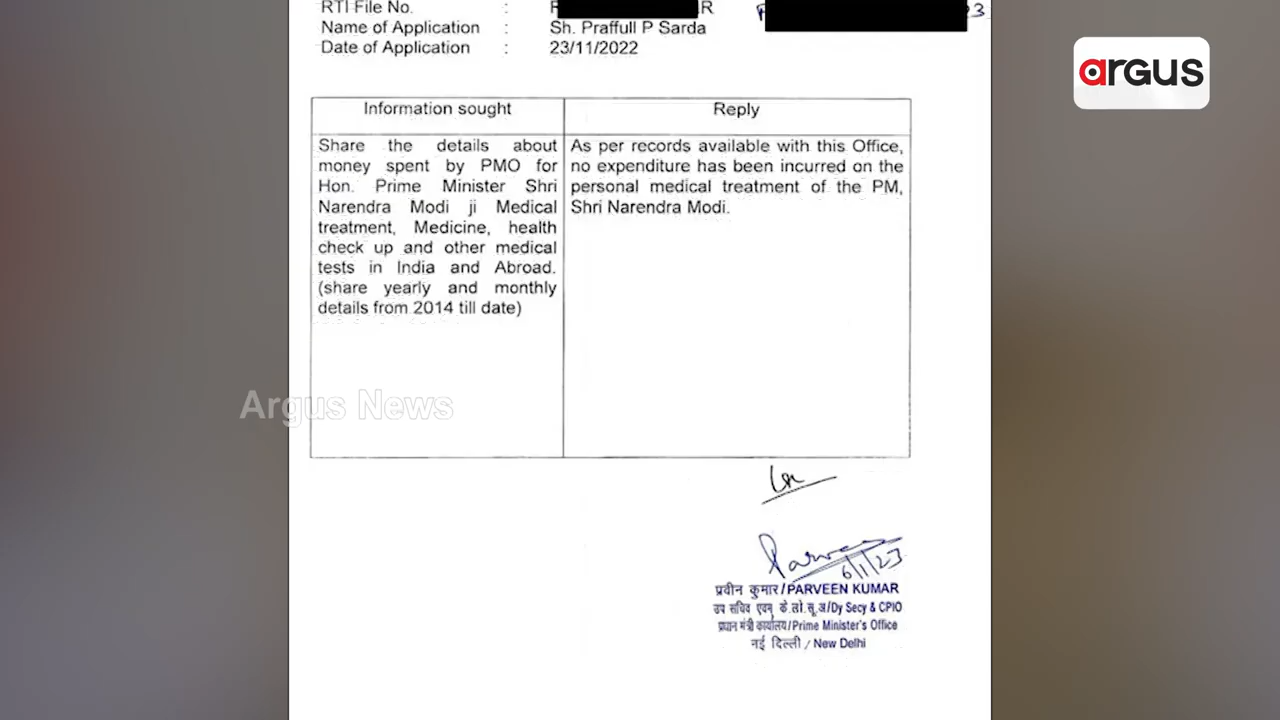 RTI File No. : R
Name of Application : Sh. Praffull P Sarda
Date of Application : 23/11/2022
argus
Information sought
Reply
Share the details about
money spent by PMO for
Hon. Prime Minister Shri
Narendra Modi ji Medical
treatment, Medicine, health
check up and other medical
tests in India and Abroad.
(share yearly and monthly
details from 2014 till date)
As per records available with this Office,
no expenditure has been incurred on the
personal medical treatment of the PM,
Shri Narendra Modi.
Argus News
Parveen
6/1/23
प्रवीन कुमार/PARVEEN KUMAR
उप सचिव एवम् के.लो.सू.अ/Dy Secy & CPIO
प्रधान मंत्री कार्यालय/Prime Minister's Office
नई दिल्ली / New Delhi